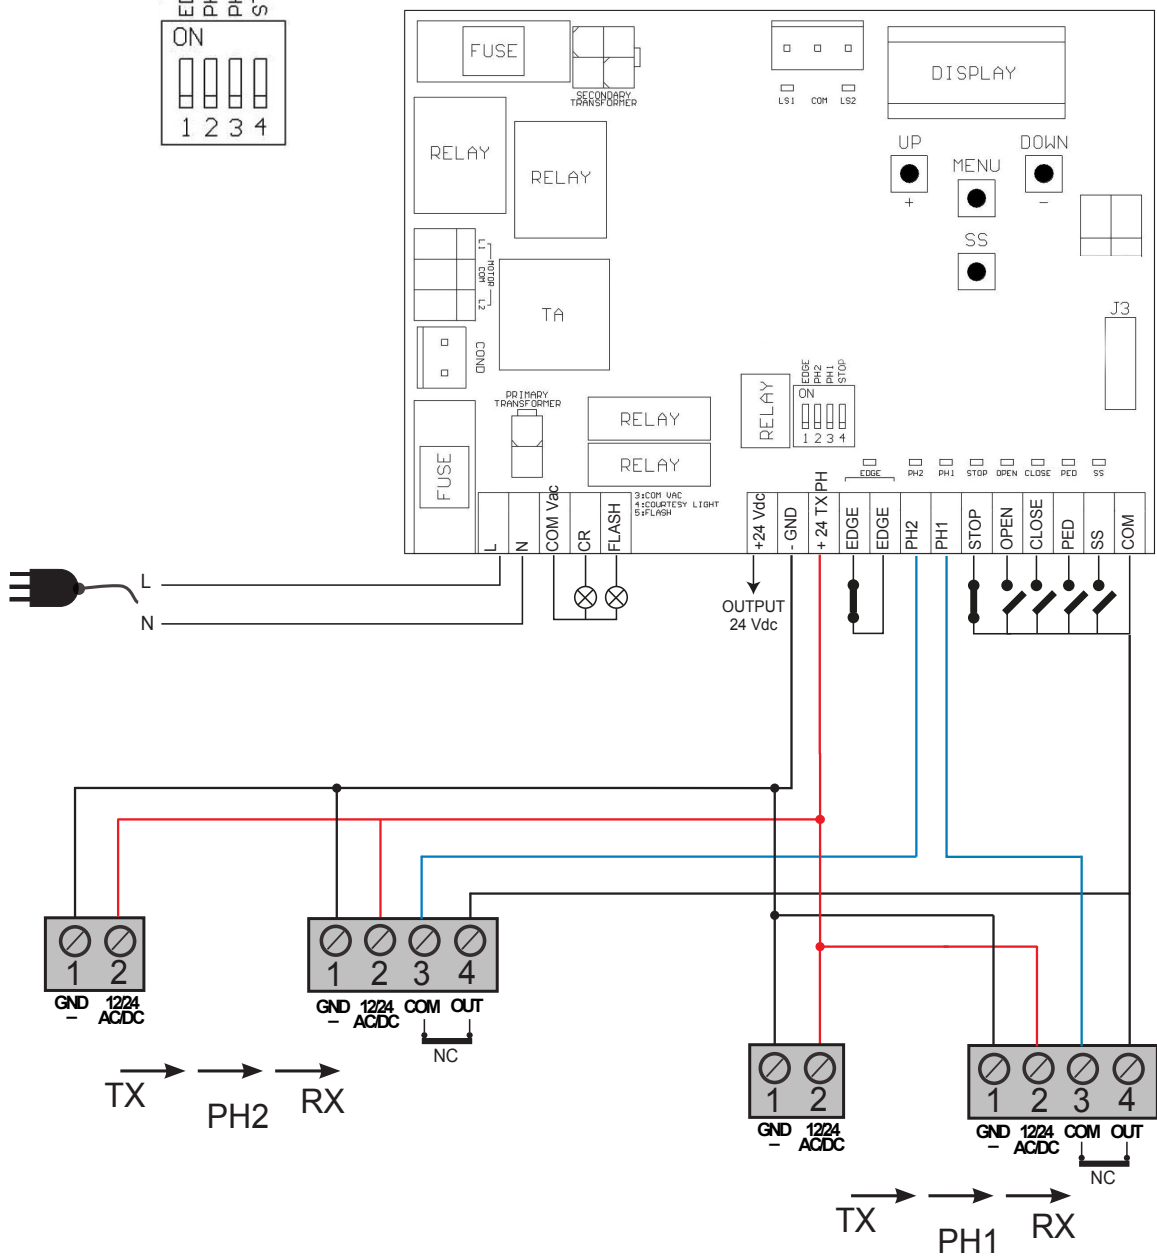 ON
1 2 3 4
FUSE
SECONDARY
TRANSFORMER
LS1 COM LS2
DISPLAY
UP
DOWN
MENU
+
-
SS
RELAY
RELAY
L1
COM
L2
MOTOR
TA
COND
J3
PRIMARY
TRANSFORMER
RELAY
RELAY
RELAY
EDGE
PH2
PH1
STOP
ON
1 2 3 4
FUSE
3:COM VAC
4:COURTESY LIGHT
5:FLASH
EDGE PH2 PH1 STOP OPEN CLOSE PED SS
L
N
COM Vac
CR
FLASH
+24 Vdc
- GND
+ 24 TX PH
EDGE
EDGE
PH2
PH1
STOP
OPEN
CLOSE
PED
SS
COM
L
N
OUTPUT
24 Vdc
1 2
GND 12/24
– AC/DC
1 2 3 4
GND 12/24 COM OUT
– AC/DC
NC
TX PH2 RX
1 2
GND 12/24
– AC/DC
1 2 3 4
GND 12/24 COM OUT
– AC/DC
NC
TX PH1 RX